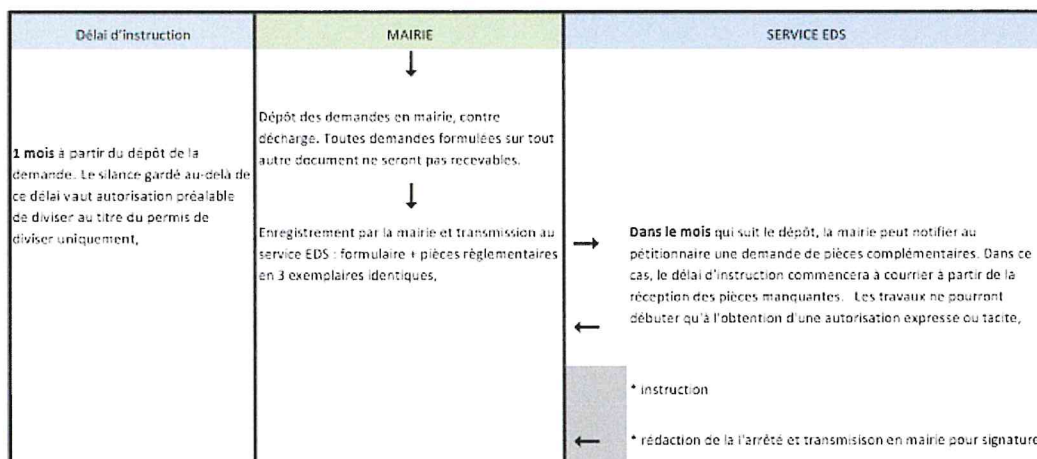 Délai d'instruction
MAIRIE
SERVICE EDS
1 mois à partir du dépôt de la
demande. Le silance gardé au-delà de
ce délai vaut autorisation préalable
de diviser au titre du permis de
diviser uniquement,
Dépôt des demandes en mairie, contre
décharge. Toutes demandes formulées sur tout
autre document ne seront pas recevables.
Enregistrement par la mairie et transmission au
service EDS : formulaire + pièces règlementaires
en 3 exemplaires identiques,
Dans le mois qui suit le dépôt, la mairie peut notifier au
pétitionnaire une demande de pièces complémentaires. Dans ce
cas, le délai d'instruction commencera à courrier à partir de la
réception des pièces manquantes. Les travaux ne pourront
débuter qu'à l'obtention d'une autorisation expresse ou tacite,
* instruction
* rédaction de la l'arrêté et transmisison en mairie pour signature